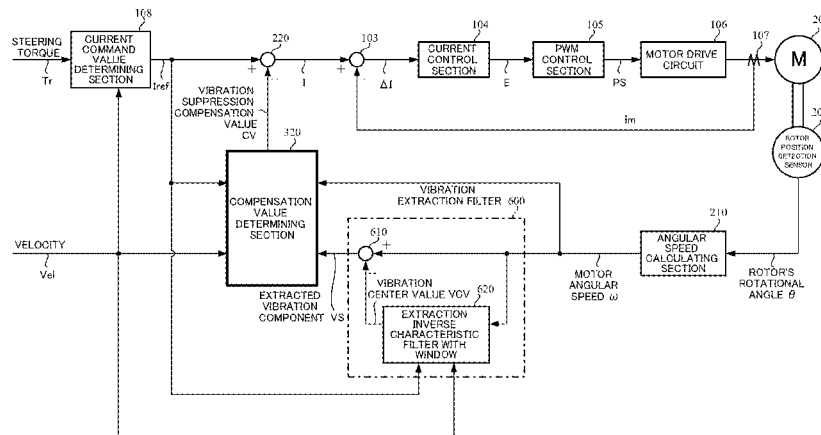 108
STEERING
TORQUE
Tr
CURRENT
COMMAND
VALUE
DETERMINING
SECTION
Iref
220
+
I
103
+
ΔI
104
CURRENT
CONTROL
SECTION
E
105
PWM
CONTROL
SECTION
PS
106
MOTOR DRIVE
CIRCUIT
107
M
20
Im
VIBRATION
SUPPRESSION
COMPENSATION
VALUE
CV
320
COMPENSATION
VALUE
DETERMINING
SECTION
20
ROTOR
POSITION
DETECTION
SENSOR
VIBRATION
EXTRACTION FILTER
600
VELOCITY
Vel
610
+
210
ANGULAR
SPEED
CALCULATING
SECTION
MOTOR
ANGULAR
SPEED ω
ROTOR'S
ROTATIONAL
ANGLE θ
EXTRACTED
VIBRATION
COMPONENT VS
VIBRATION
CENTER VALUE VCV
620
EXTRACTION
INVERSE
CHARACTERISTIC
FILTER WITH
WINDOW